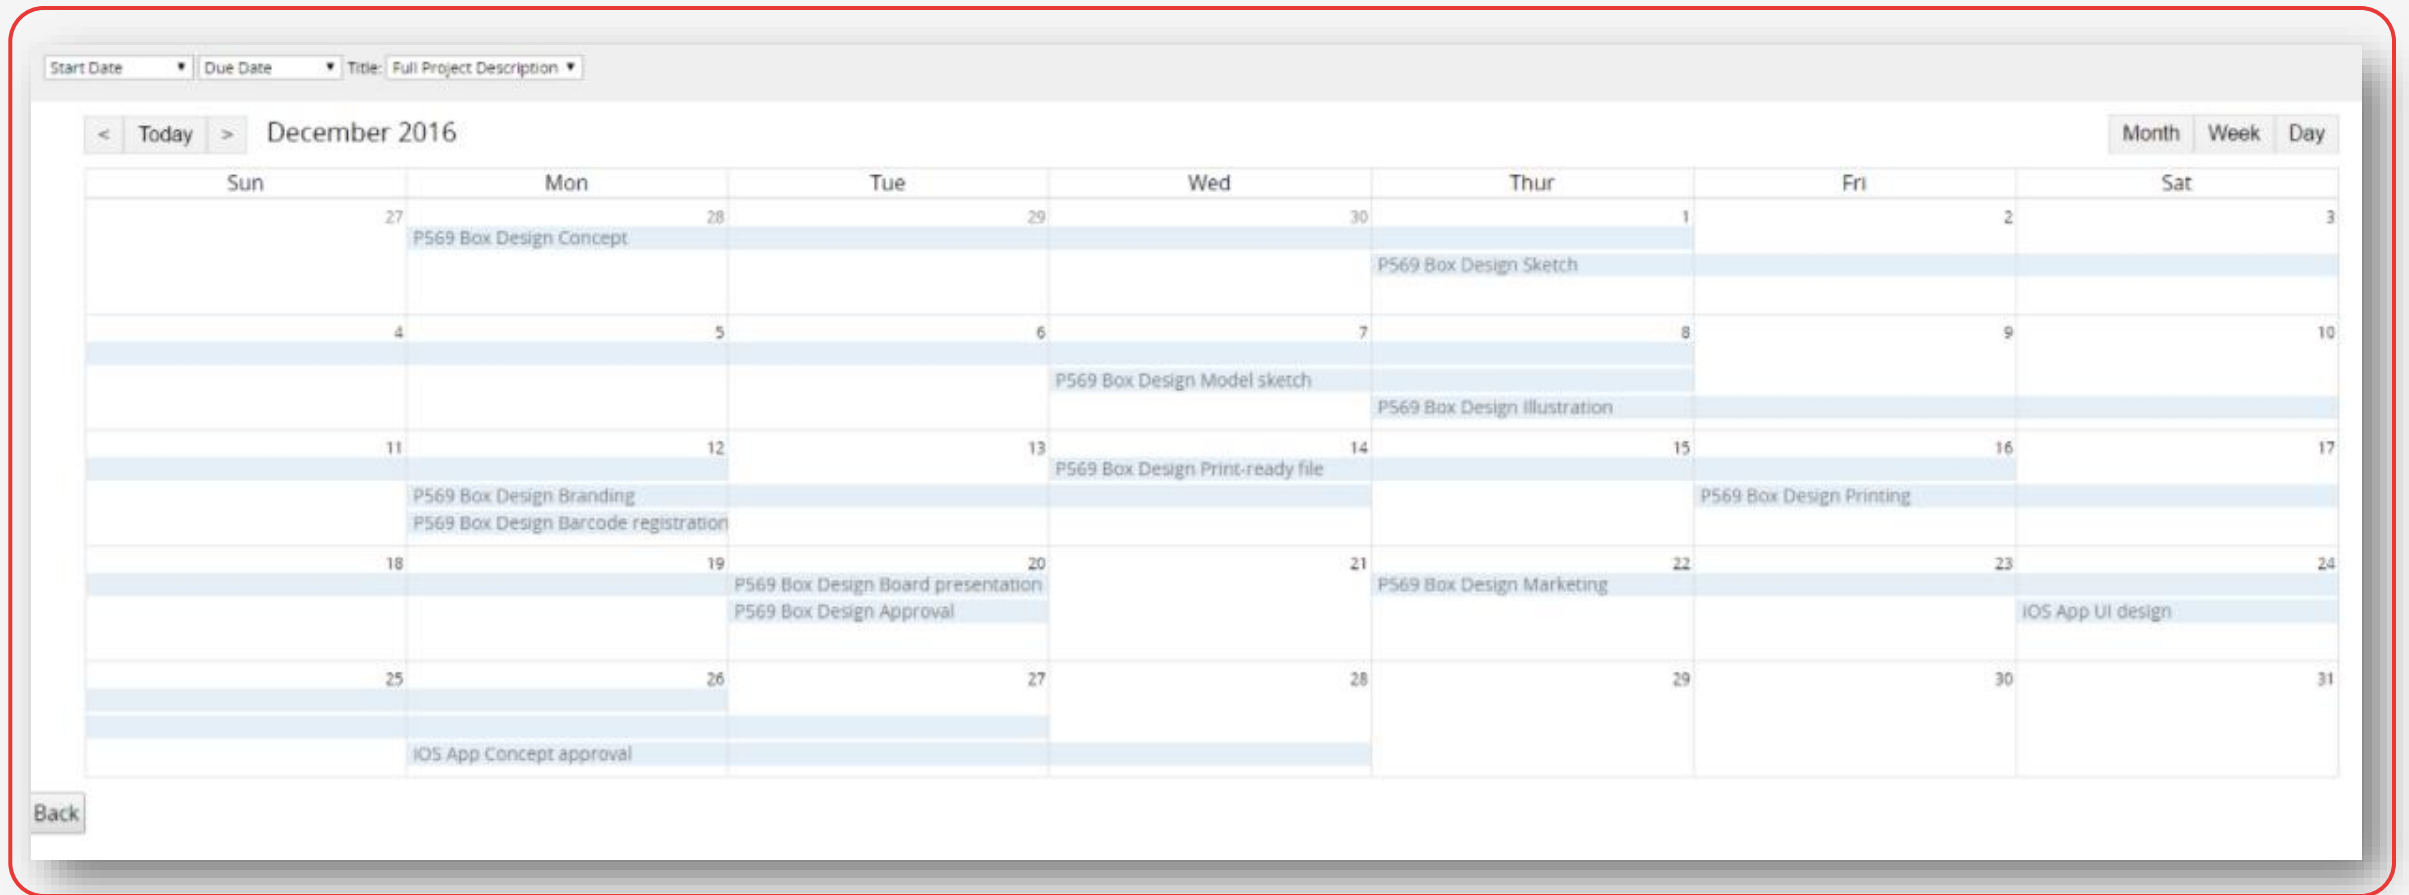 Start Date Due Date Title: Full Project Description
< Today > December 2016 Month Week Day
Sun Mon Tue Wed Thur Fri Sat
27 28 29 30 1 2 3
P569 Box Design Concept
P569 Box Design Sketch
4 5 6 7 8 9 10
P569 Box Design Model sketch
P569 Box Design Illustration
11 12 13 14 15 16 17
P569 Box Design Print-ready file
P569 Box Design Branding P569 Box Design Printing
P569 Box Design Barcode registration
18 19 20 21 22 23 24
P569 Box Design Board presentation P569 Box Design Marketing
P569 Box Design Approval iOS App UI design
25 26 27 28 29 30 31
iOS App Concept approval
Back